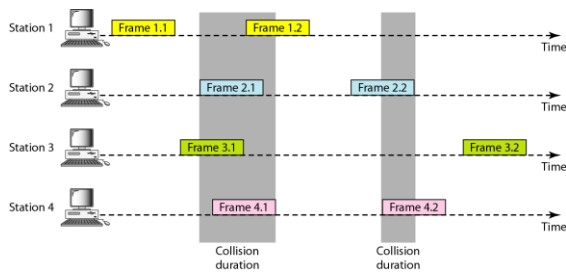 Station 1
Frame 1.1
Frame 1.2
Time
Station 2
Frame 2.1
Frame 2.2
Time
Station 3
Frame 3.1
Frame 3.2
Time
Station 4
Frame 4.1
Frame 4.2
Time
Collision
duration
Collision
duration